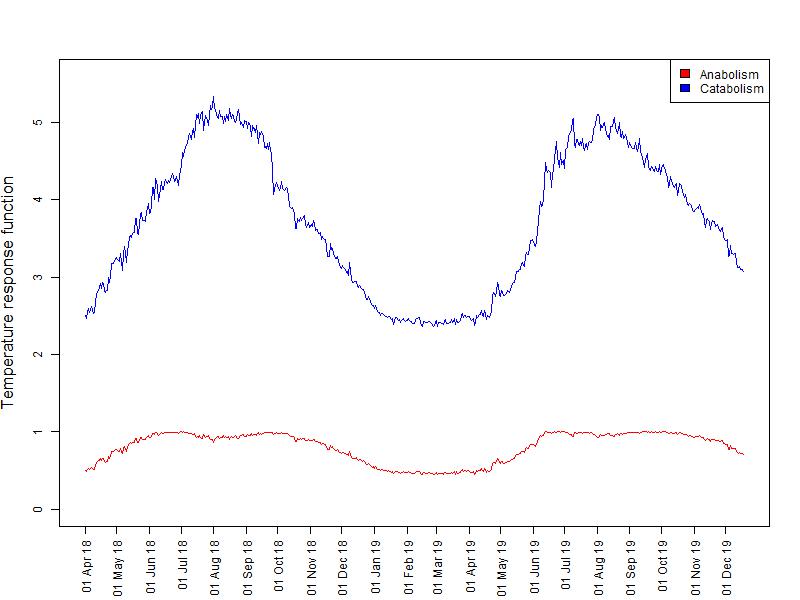 Anabolism
Catabolism
Temperature response function
5
4
3
2
1
0
01 Apr 18
01 May 18
01 Jun 18
01 Jul 18
01 Aug 18
01 Sep 18
01 Oct 18
01 Nov 18
01 Dec 18
01 Jan 19
01 Feb 19
01 Mar 19
01 Apr 19
01 May 19
01 Jun 19
01 Jul 19
01 Aug 19
01 Sep 19
01 Oct 19
01 Nov 19
01 Dec 19